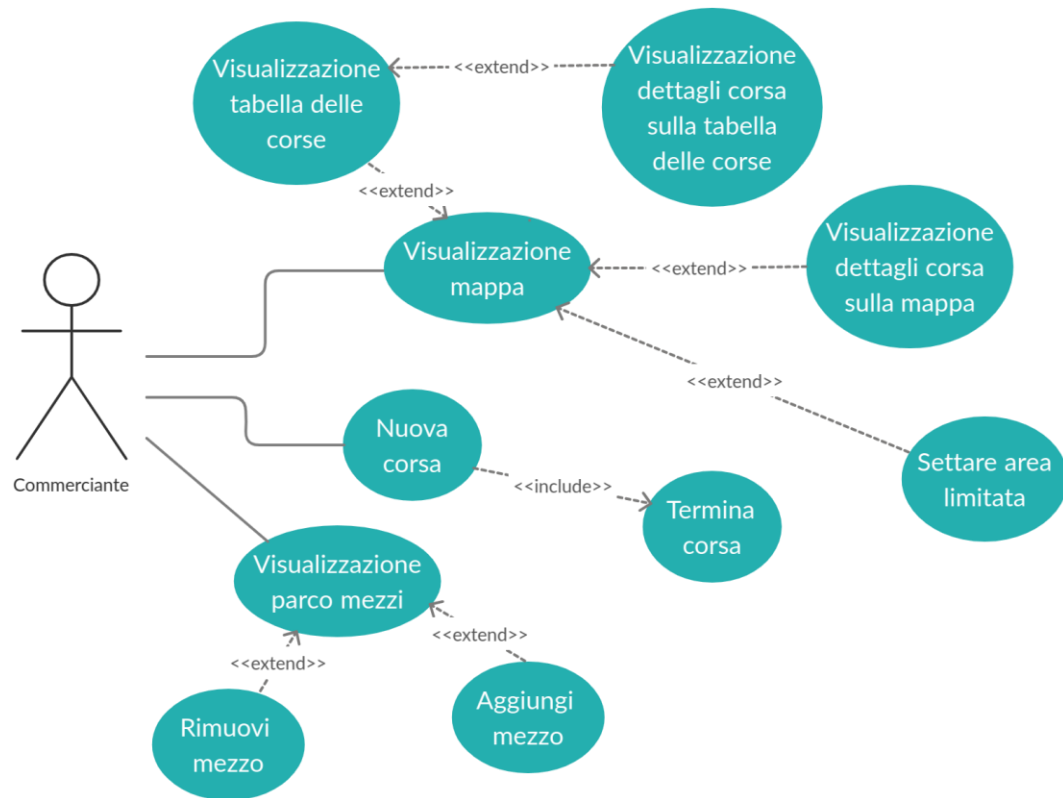 Visualizzazione
tabella delle
corse
<<extend>>
Visualizzazione
dettagli corsa
sulla tabella
delle corse
<<extend>>
Visualizzazione
mappa
<<extend>>
Visualizzazione
dettagli corsa
sulla mappa
<<extend>>
Settare area
limitata
Commerciante
Nuova
corsa
<<include>>
Termina
corsa
Visualizzazione
parco mezzi
<<extend>>
<<extend>>
Rimuovi
mezzo
Aggiungi
mezzo